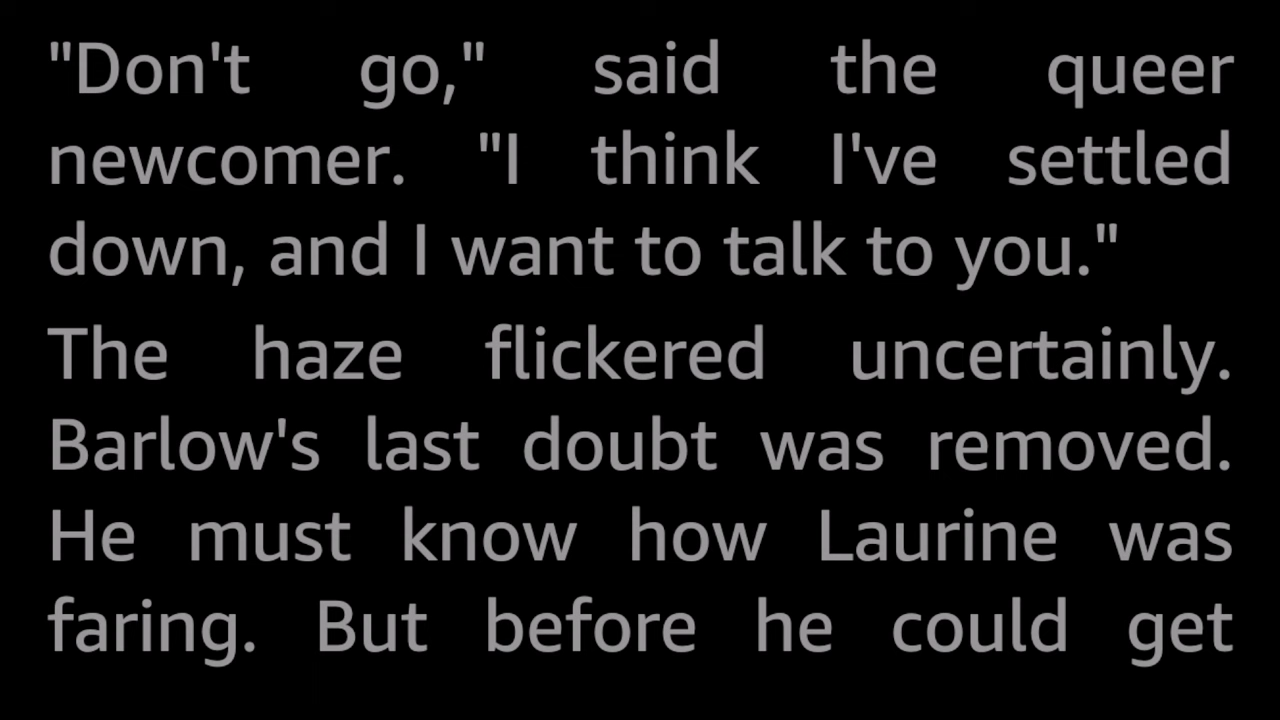 "Don't go," said the queer
newcomer. "I think I've settled
down, and I want to talk to you."
The haze flickered uncertainly.
Barlow's last doubt was removed.
He must know how Laurine was
faring. But before he could get